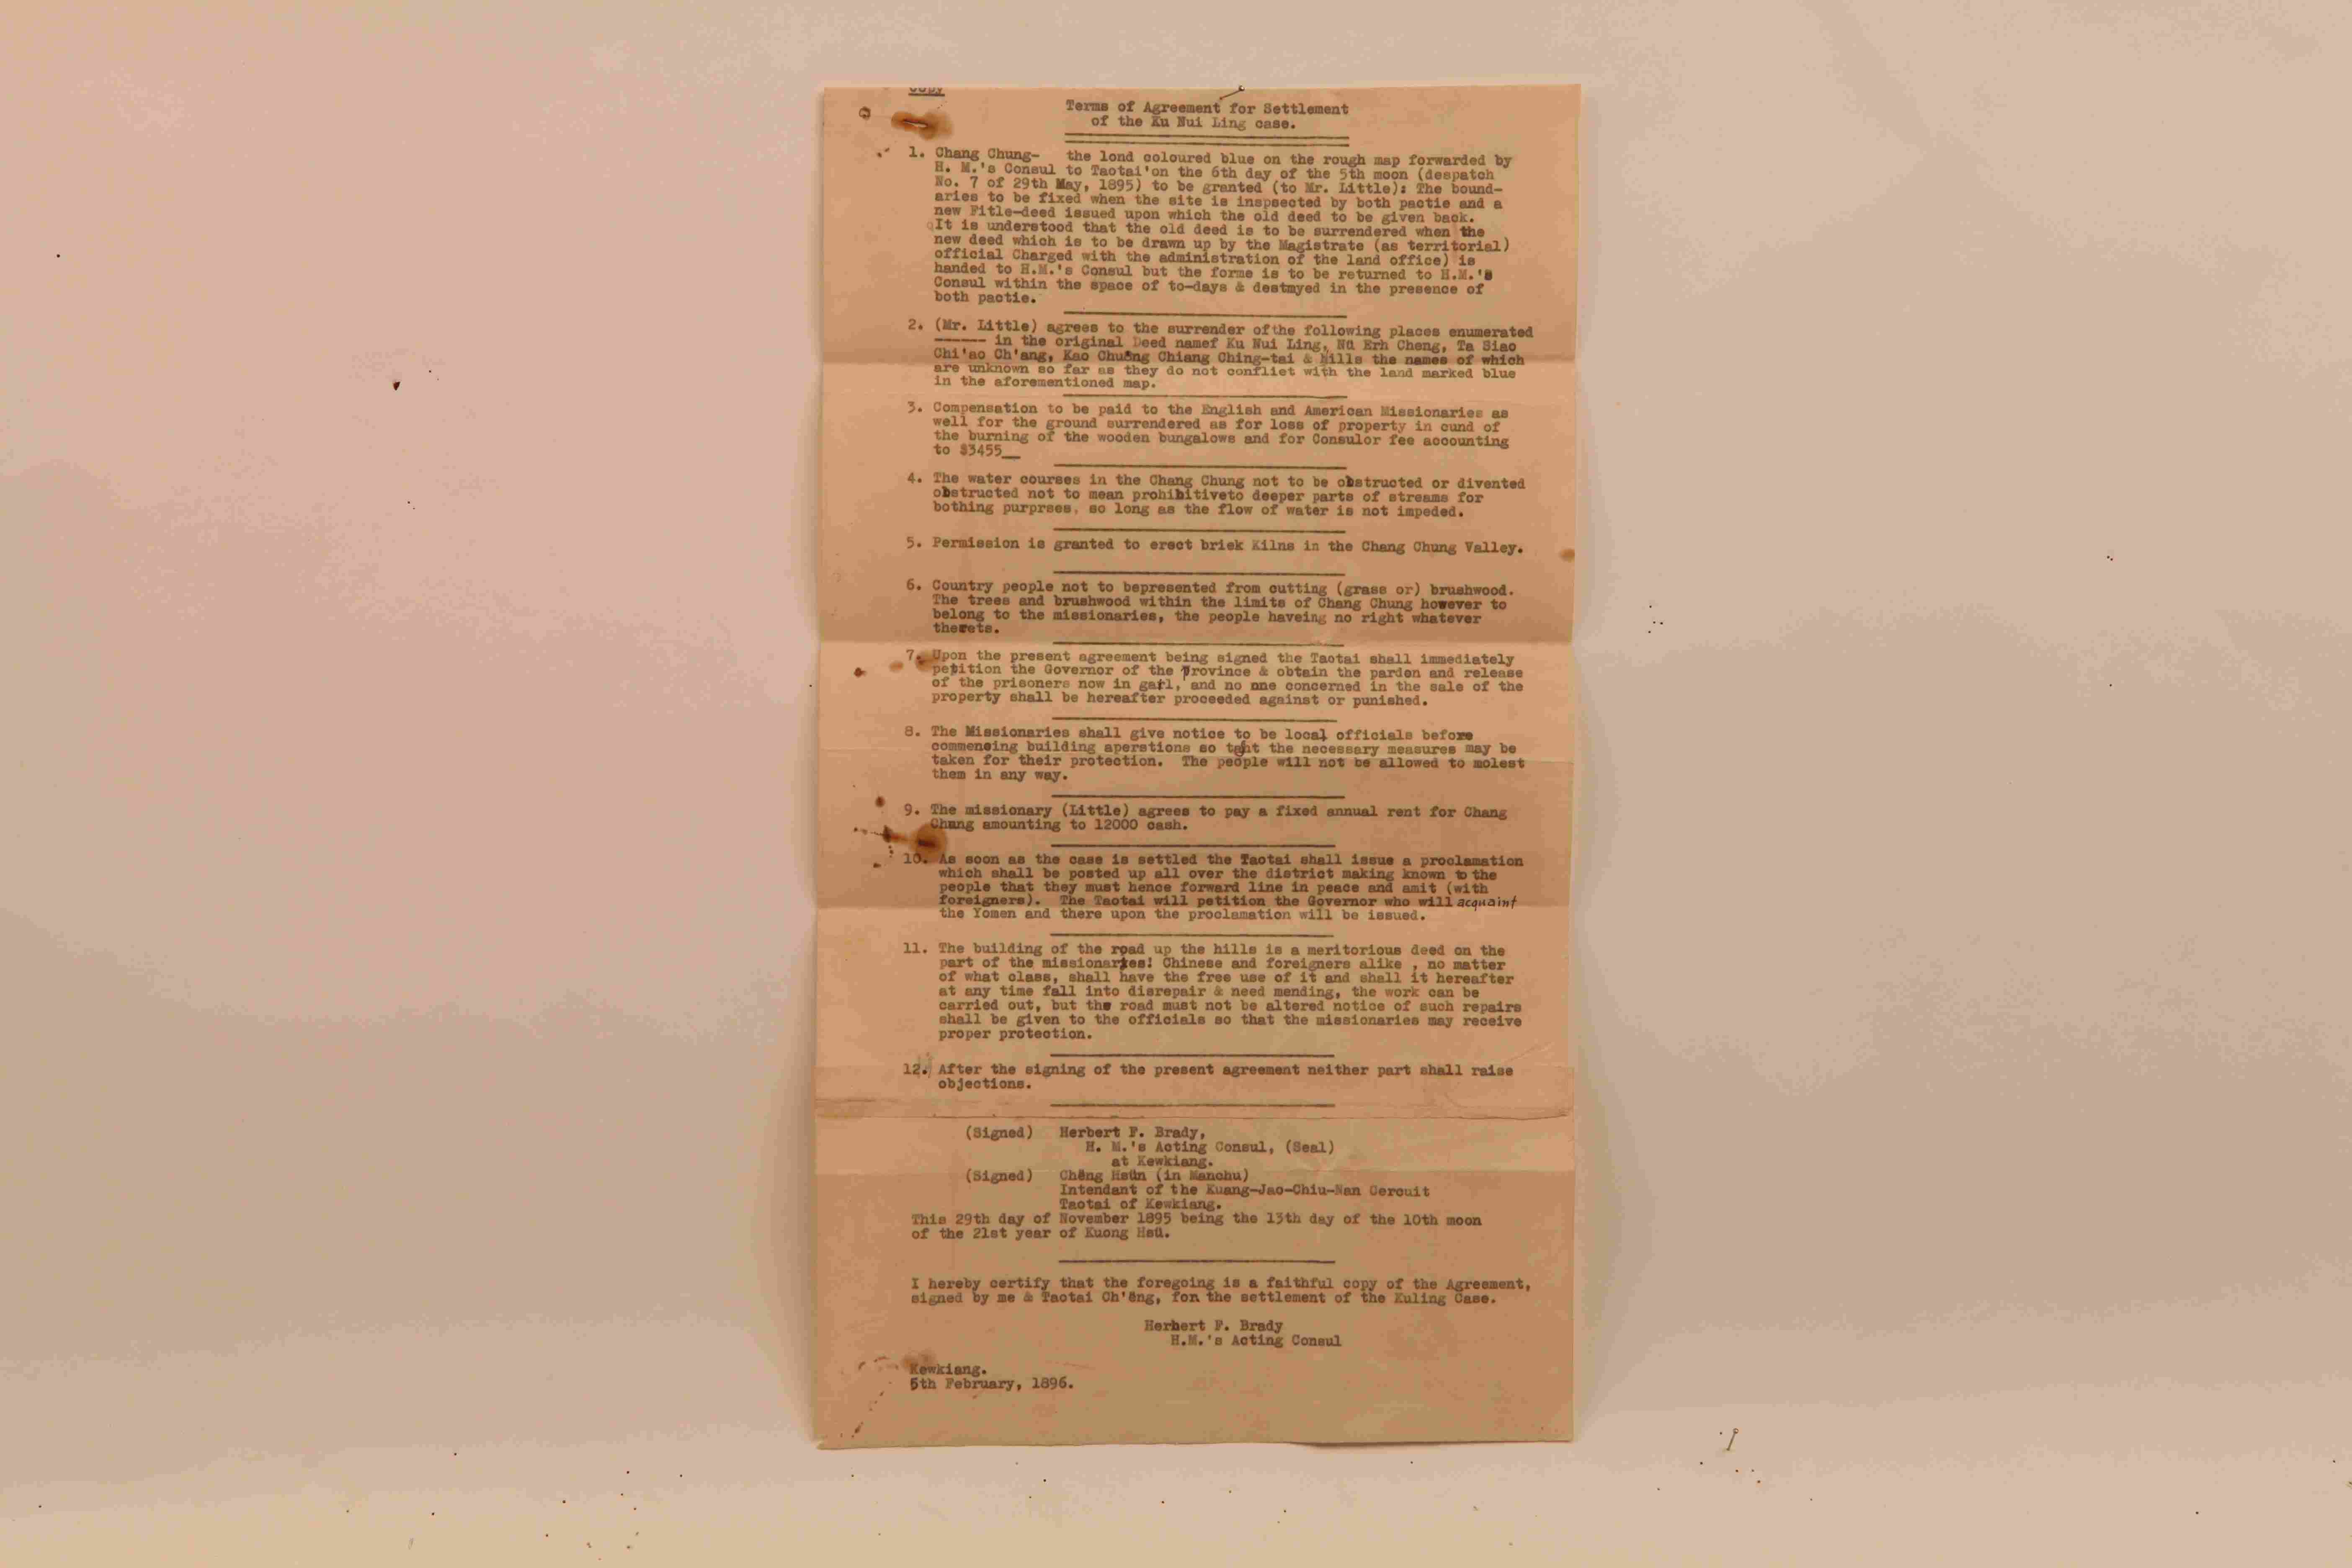 Copy
Terms of Agreement for Settlement
of the Ku Nui Ling case.
1. Chang Chung- the lond coloured blue on the rough map forwarded by
H. M.'s Consul to Taotai'on the 6th day of the 5th moon (despatch
No. 7 of 29th May, 1895) to be granted (to Mr. Little): The bound-
aries to be fixed when the site is inspsected by both pactie and a
new Fitle-deed issued upon which the old deed to be given back.
It is understood that the old deed is to be surrendered when the
new deed which is to be drawn up by the Magistrate (as territorial)
official Charged with the administration of the land office) is
handed to H.M.'s Consul but the forme is to be returned to H.M.'s
Consul within the space of to-days & destmyed in the presence of
both pactie.
2. (Mr. Little) agrees to the surrender ofthe following places enumerated
------ in the original Deed namef Ku Nui Ling, Nü Erh Cheng, Ta Siao
Chi'ao Ch'ang, Kao Chuâng Chiang Ching-tai & Hills the names of which
are unknown so far as they do not conflict with the land marked blue
in the aforementioned map.
3. Compensation to be paid to the English and American Missionaries as
well for the ground surrendered as for loss of property in cund of
the burning of the wooden bungalows and for Consulor fee accounting
to $3455__
4. The water courses in the Chang Chung not to be obstructed or divented
obstructed not to mean prohibitiveto deeper parts of streams for
bothing purprses, so long as the flow of water is not impeded.
5. Permission is granted to erect briek Kilns in the Chang Chung Valley.
6. Country people not to bepresented from cutting (grase or) brushwood.
The trees and brushwood within the limits of Chang Chung however to
belong to the missionaries, the people haveing no right whatever
therets.
7. Upon the present agreement being signed the Taotai shall immediately
petition the Governor of the Province & obtain the pardon and release
of the prisoners now in gaël, and no one concerned in the sale of the
property shall be hereafter proceeded against or punished.
8. The Missionaries shall give notice to be local officials before
commencing building aperstions so that the necessary measures may be
taken for their protection. The people will not be allowed to molest
them in any way.
9. The missionary (Little) agrees to pay a fixed annual rent for Chang
Chang amounting to 12000 cash.
10. As soon as the case is settled the Taotai shall issue a proclamation
which shall be posted up all over the district making known to the
people that they must hence forward line in peace and amit (with
foreigners). The Taotai will petition the Governor who will acquaint
the Yomen and there upon the proclamation will be issued.
11. The building of the road up the hills is a meritorious deed on the
part of the missionaries! Chinese and foreigners alike , no matter
of what class, shall have the free use of it and shall it hereafter
at any time fall into disrepair & need mending, the work can be
carried out, but the road must not be altered notice of such repairs
shall be given to the officials so that the missionaries may receive
proper protection.
12. After the signing of the present agreement neither part shall raise
objections.
(Signed) Herbert F. Brady,
H. M.'s Acting Consul, (Seal)
at Kewkiang.
(Signed) Chêng Hsün (in Manchu)
Intendant of the Kuang-Jao-Chiu-Nan Cercuit
Taotai of Kewkiang.
This 29th day of November 1895 being the 13th day of the 10th moon
of the 21st year of Kuong Hsü.
I hereby certify that the foregoing is a faithful copy of the Agreement,
signed by me & Taotai Ch'êng, for the settlement of the Kuling Case.
Herbert F. Brady
H.M.'s Acting Consul
Kewkiang.
5th February, 1896.